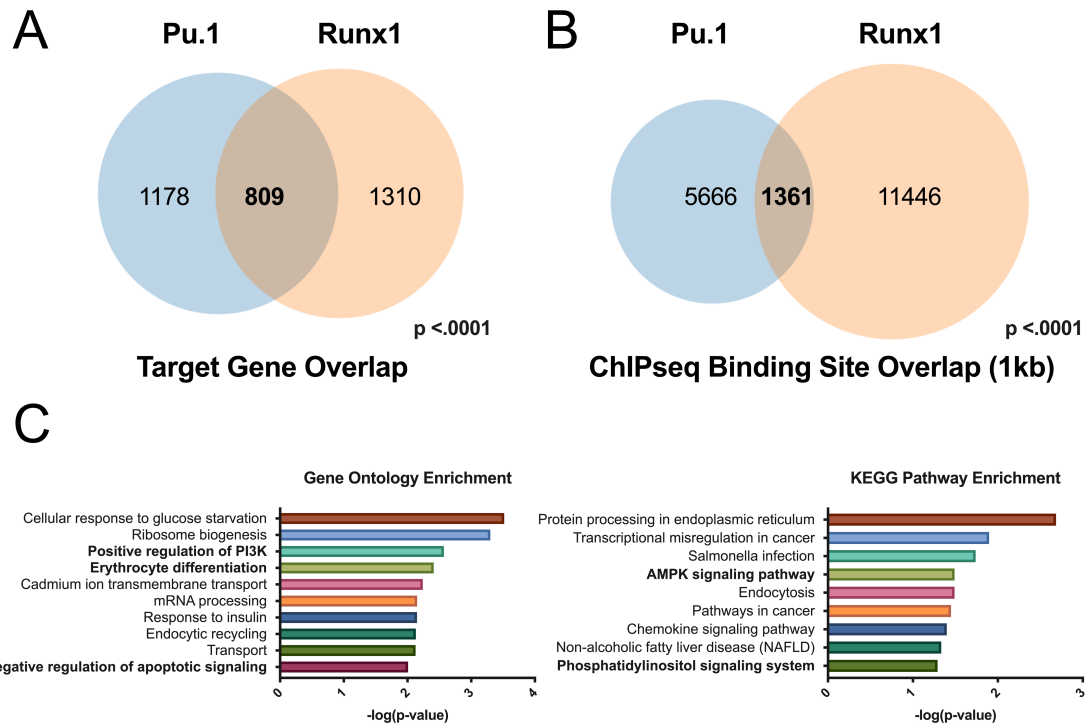 A
Pu.1 Runx1
1178 809 1310
p <.0001
Target Gene Overlap
B
Pu.1 Runx1
5666 1361 11446
p <.0001
ChIPseq Binding Site Overlap (1kb)
C
Gene Ontology Enrichment
Cellular response to glucose starvation
Ribosome biogenesis
Positive regulation of PI3K
Erythrocyte differentiation
Cadmium ion transmembrane transport
mRNA processing
Response to insulin
Endocytic recycling
Transport
egative regulation of apoptotic signaling
0 1 2 3 4
-log(p-value)
KEGG Pathway Enrichment
Protein processing in endoplasmic reticulum
Transcriptional misregulation in cancer
Salmonella infection
AMPK signaling pathway
Endocytosis
Pathways in cancer
Chemokine signaling pathway
Non-alcoholic fatty liver disease (NAFLD)
Phosphatidylinositol signaling system
0 1 2 3
-log(p-value)